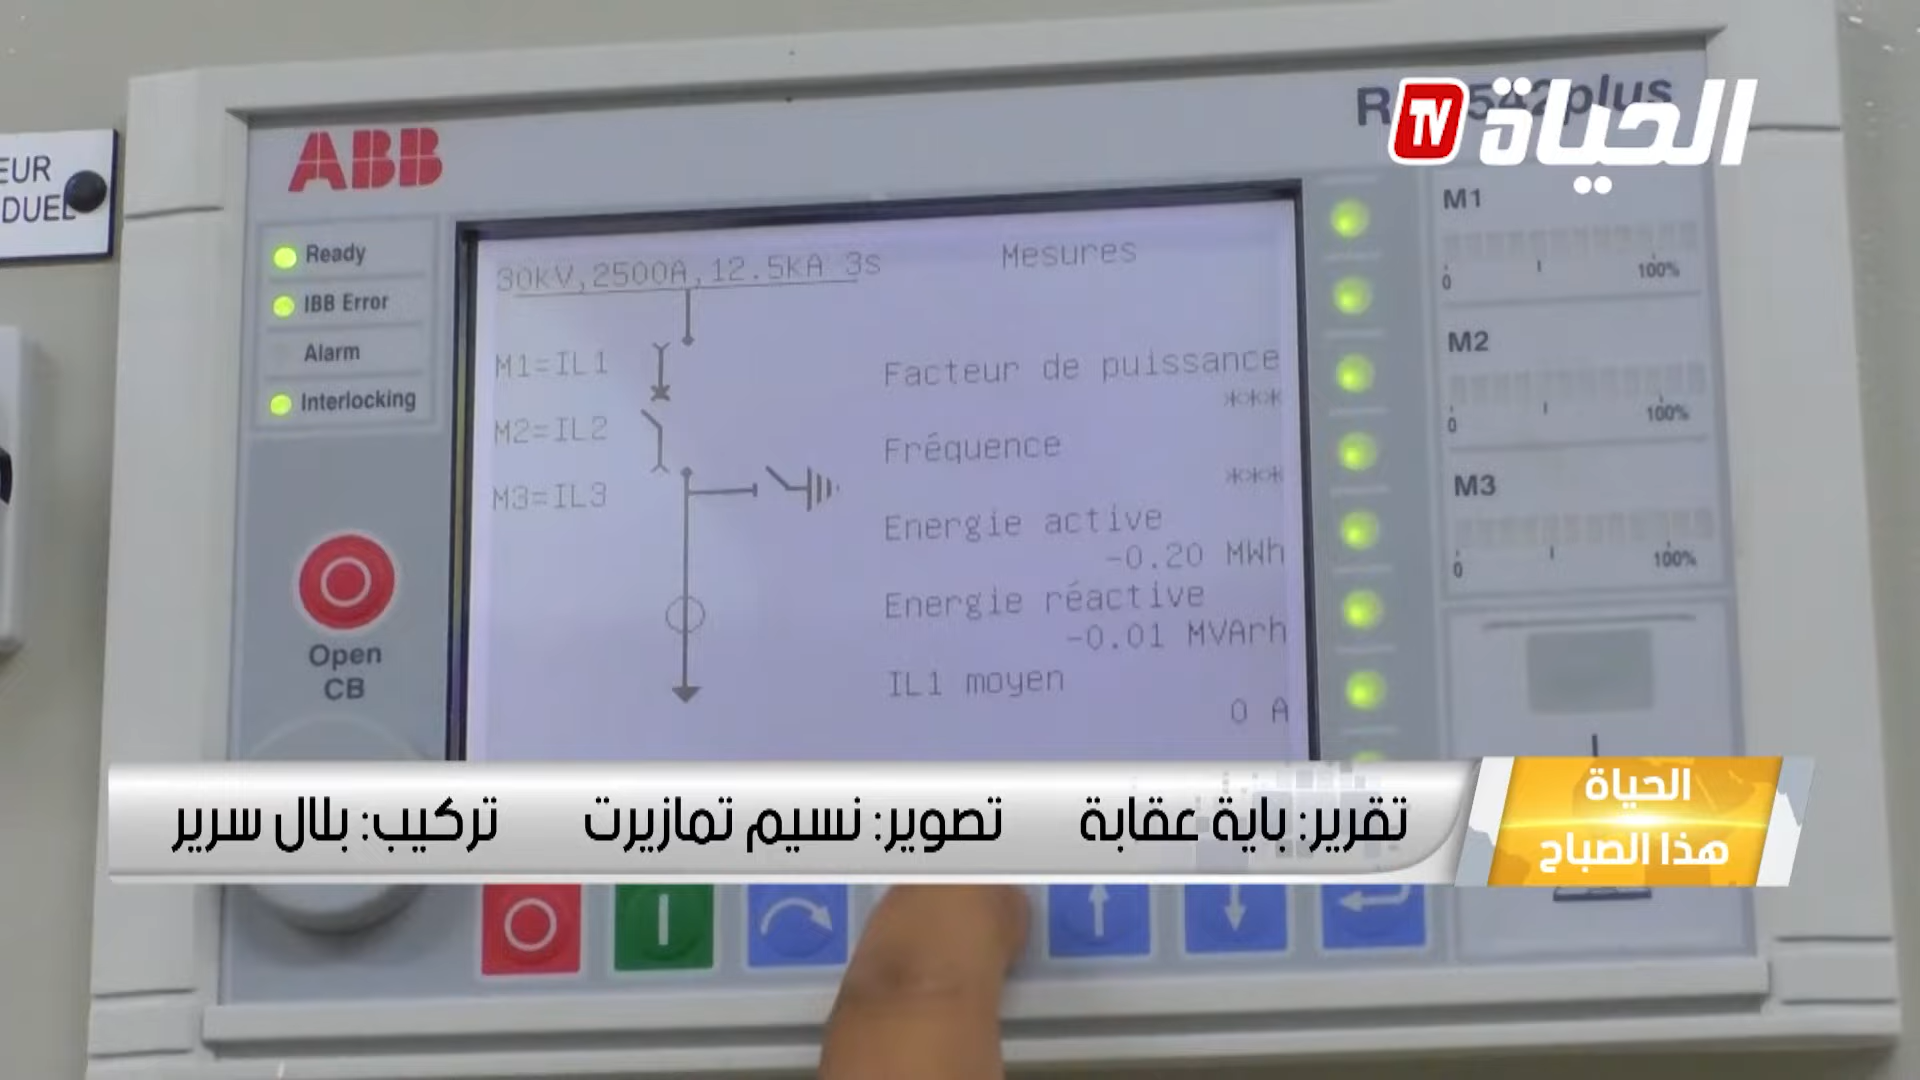 EUR
DUEL
ABB
542plus
TV الحياة
Ready
IBB Error
Alarm
Interlocking
Open
CB
30kV,2500A,12.5KA 3s
Mesures
M1=IL1
M2=IL2
M3=IL3
Facteur de puissance
***
Fréquence
***
Energie active
-0.20 MWh
Energie réactive
-0.01 MVArh
IL1 moyen
0 A
M1
0 100%
M2
0 100%
M3
0 100%
تقرير: باية عقابة تصوير: نسيم تمازيرت تركيب: بلال سرير
الحياة
هذا الصباح